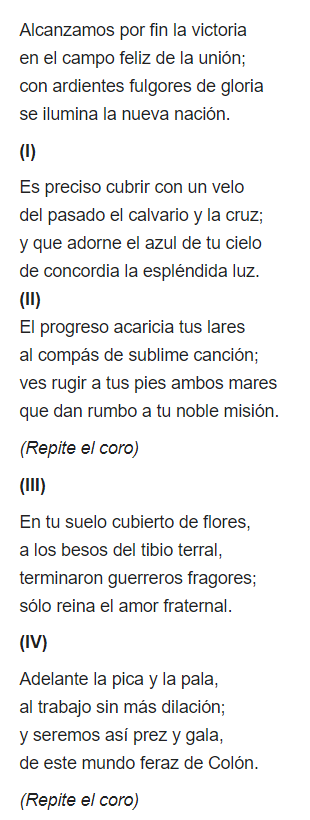 Alcanzamos por fin la victoria
en el campo feliz de la unión;
con ardientes fulgores de gloria
se ilumina la nueva nación.
(I)
Es preciso cubrir con un velo
del pasado el calvario y la cruz;
y que adorne el azul de tu cielo
de concordia la espléndida luz.
(II)
El progreso acaricia tus lares
al compás de sublime canción;
ves rugir a tus pies ambos mares
que dan rumbo a tu noble misión.
(Repite el coro)
(III)
En tu suelo cubierto de flores,
a los besos del tibio terral,
terminaron guerreros fragores;
sólo reina el amor fraternal.
(IV)
Adelante la pica y la pala,
al trabajo sin más dilación;
y seremos así prez y gala,
de este mundo feraz de Colón.
(Repite el coro)